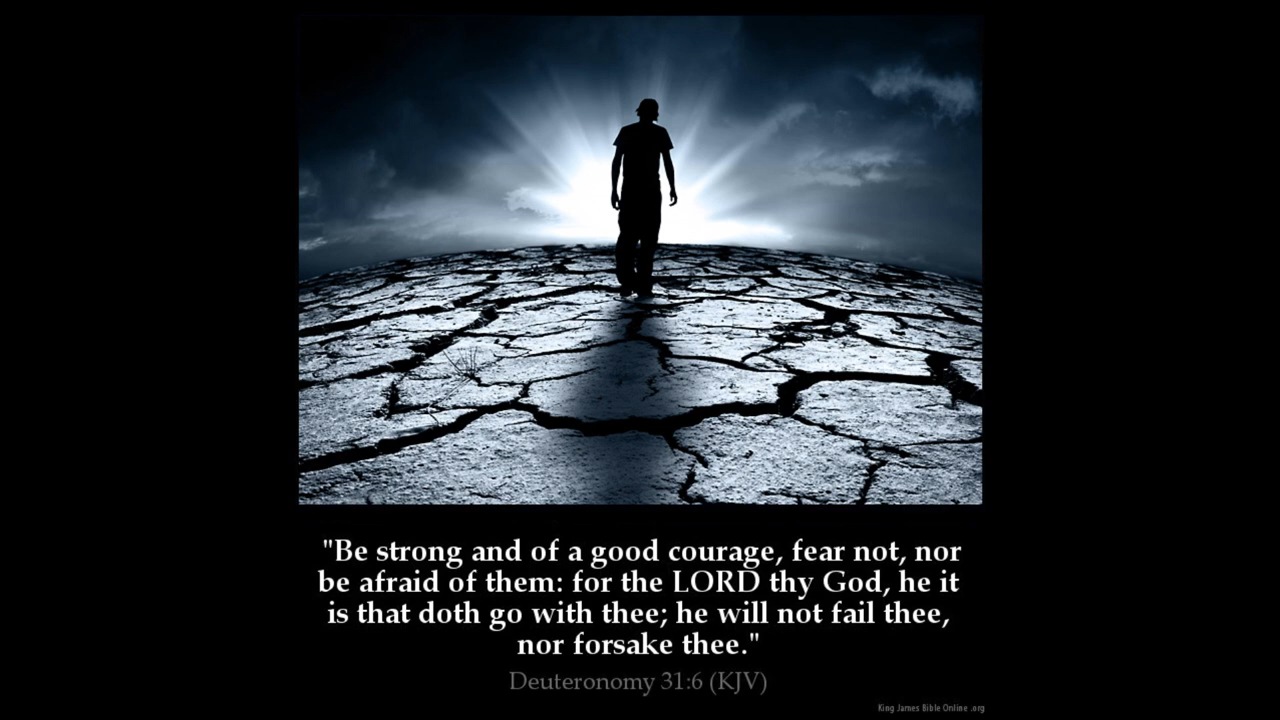 "Be strong and of a good courage, fear not, nor
be afraid of them: for the LORD thy God, he it
is that doth go with thee; he will not fail thee,
nor forsake thee."
Deuteronomy 31:6 (KJV)
King James Bible Online .org